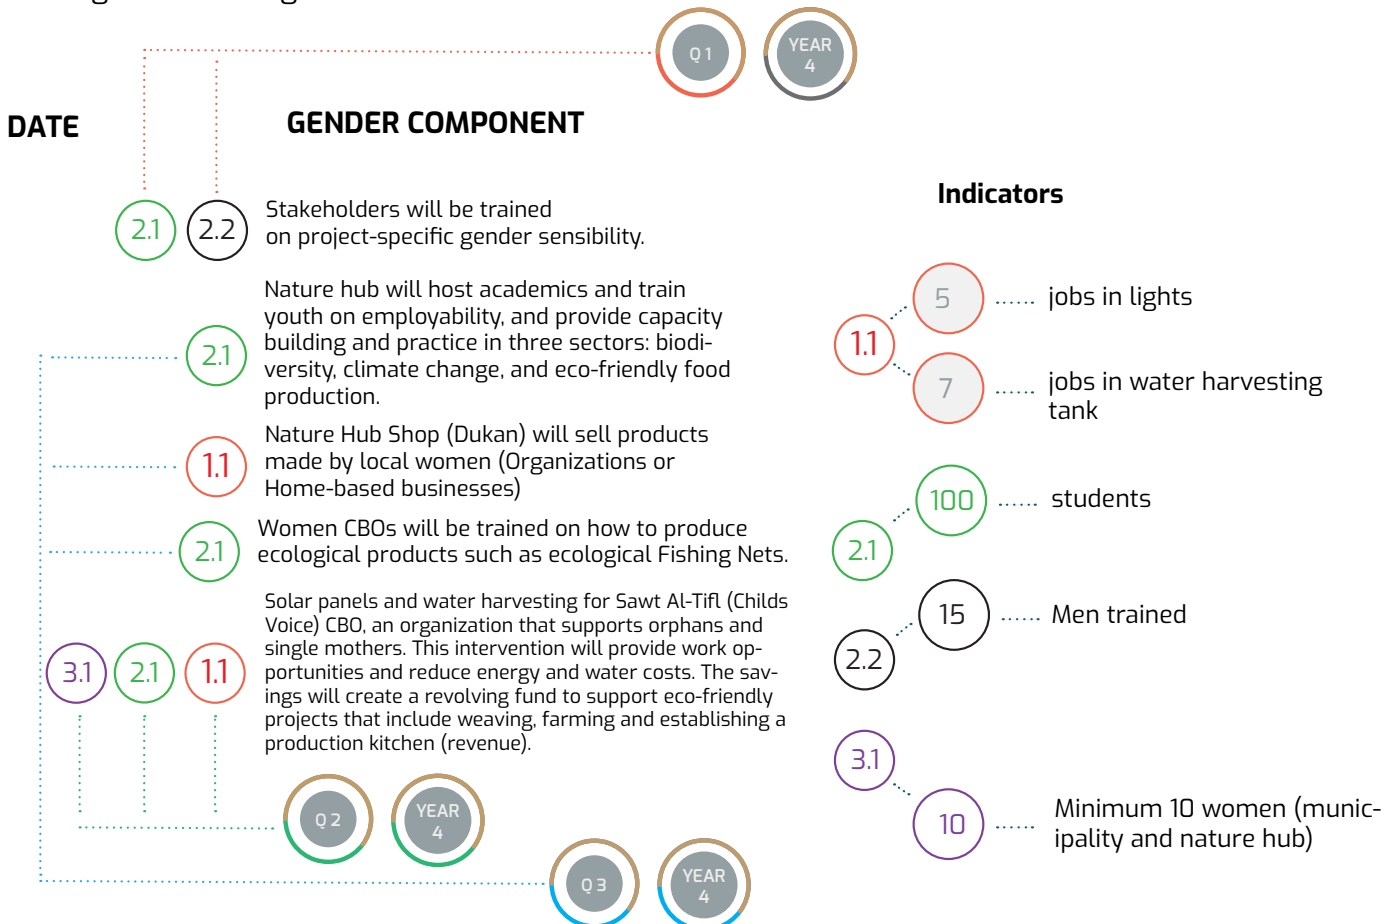 Q 1
YEAR
4
DATE
GENDER COMPONENT
2.1
2.2
Stakeholders will be trained
on project-specific gender sensibility.
2.1
Nature hub will host academics and train
youth on employability, and provide capacity
building and practice in three sectors: biodi-
versity, climate change, and eco-friendly food
production.
1.1
Nature Hub Shop (Dukan) will sell products
made by local women (Organizations or
Home-based businesses)
2.1
Women CBOs will be trained on how to produce
ecological products such as ecological Fishing Nets.
3.1
2.1
1.1
Solar panels and water harvesting for Sawt Al-Tifl (Childs
Voice) CBO, an organization that supports orphans and
single mothers. This intervention will provide work op-
portunities and reduce energy and water costs. The sav-
ings will create a revolving fund to support eco-friendly
projects that include weaving, farming and establishing a
production kitchen (revenue).
Q 2
YEAR
4
Q 3
YEAR
4
Indicators
1.1
5
jobs in lights
7
jobs in water harvesting
tank
2.1
100
students
2.2
15
Men trained
3.1
10
Minimum 10 women (munic-
ipality and nature hub)